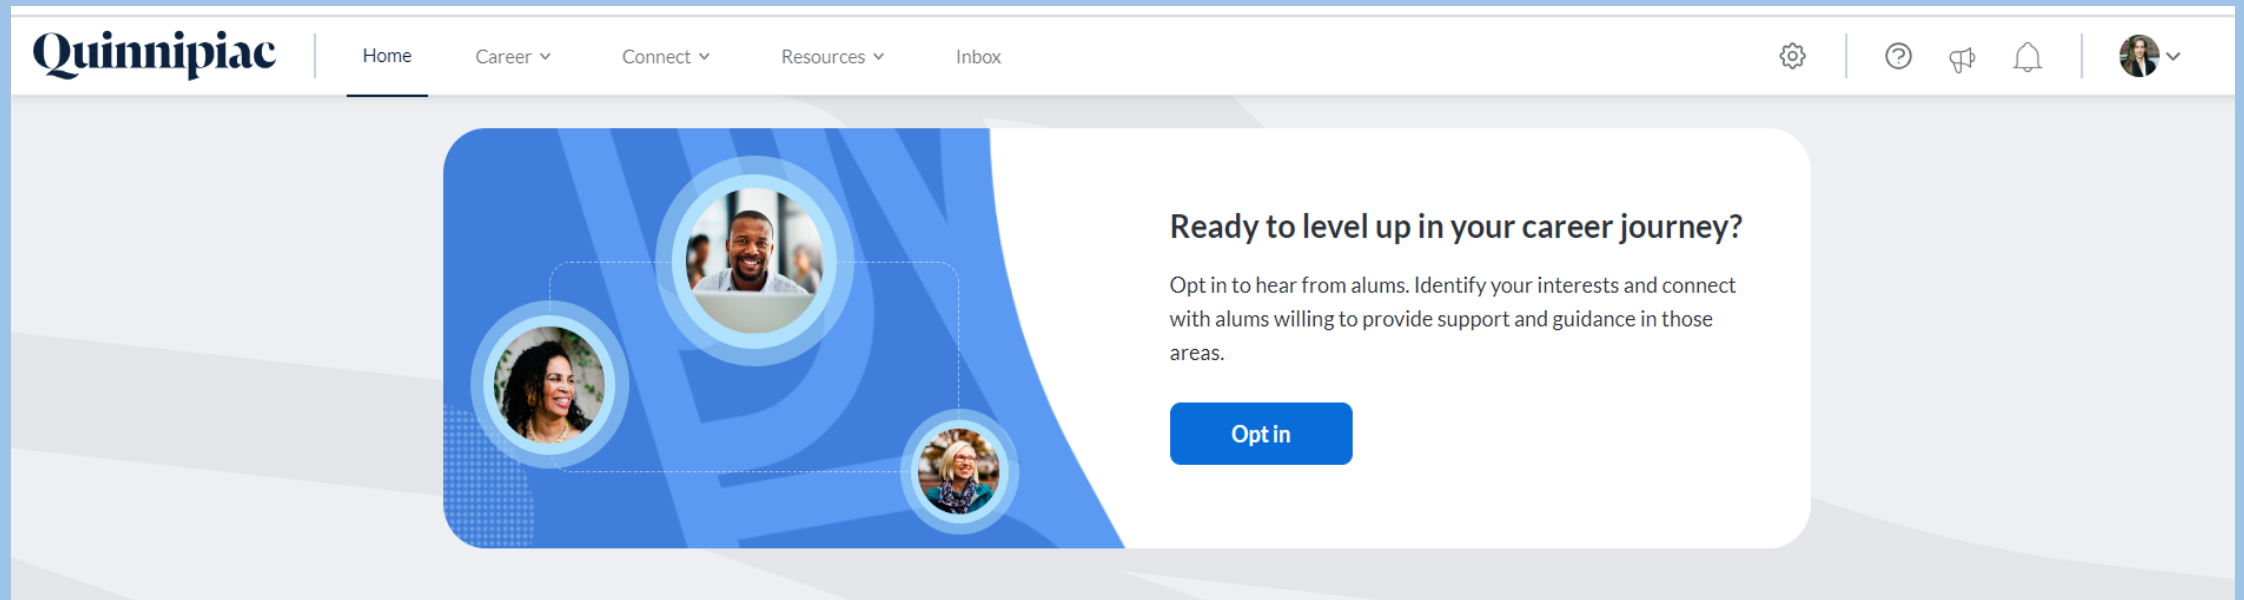 Quinnipiac
Home
Career
Connect
Resources
Inbox
Ready to level up in your career journey?
Opt in to hear from alums. Identify your interests and connect
with alums willing to provide support and guidance in those
areas.
Opt in